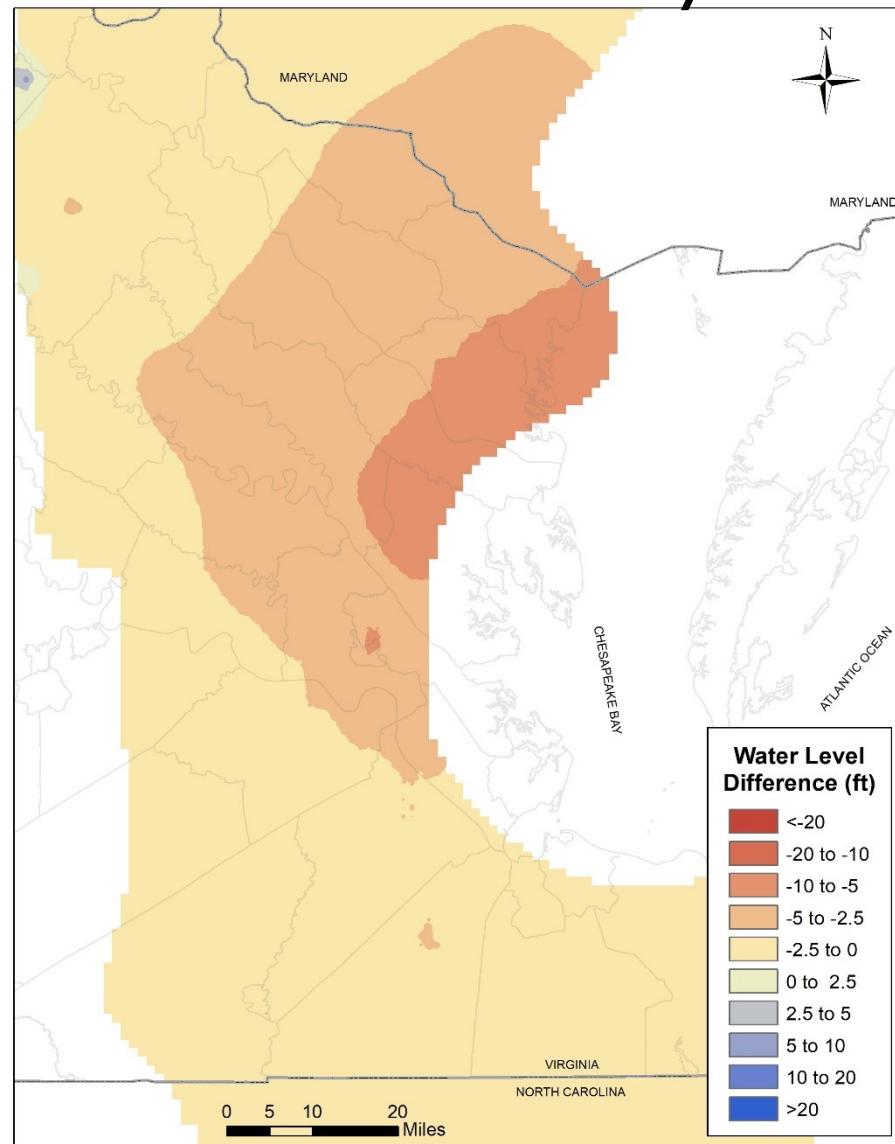 N
MARYLAND
MARYLAND
CHESAPEAKE BAY
ATLANTIC OCEAN
Water Level
Difference (ft)
<-20
-20 to -10
-10 to -5
-5 to -2.5
-2.5 to 0
0 to 2.5
2.5 to 5
5 to 10
10 to 20
>20
VIRGINIA
NORTH CAROLINA
0 5 10 20
Miles